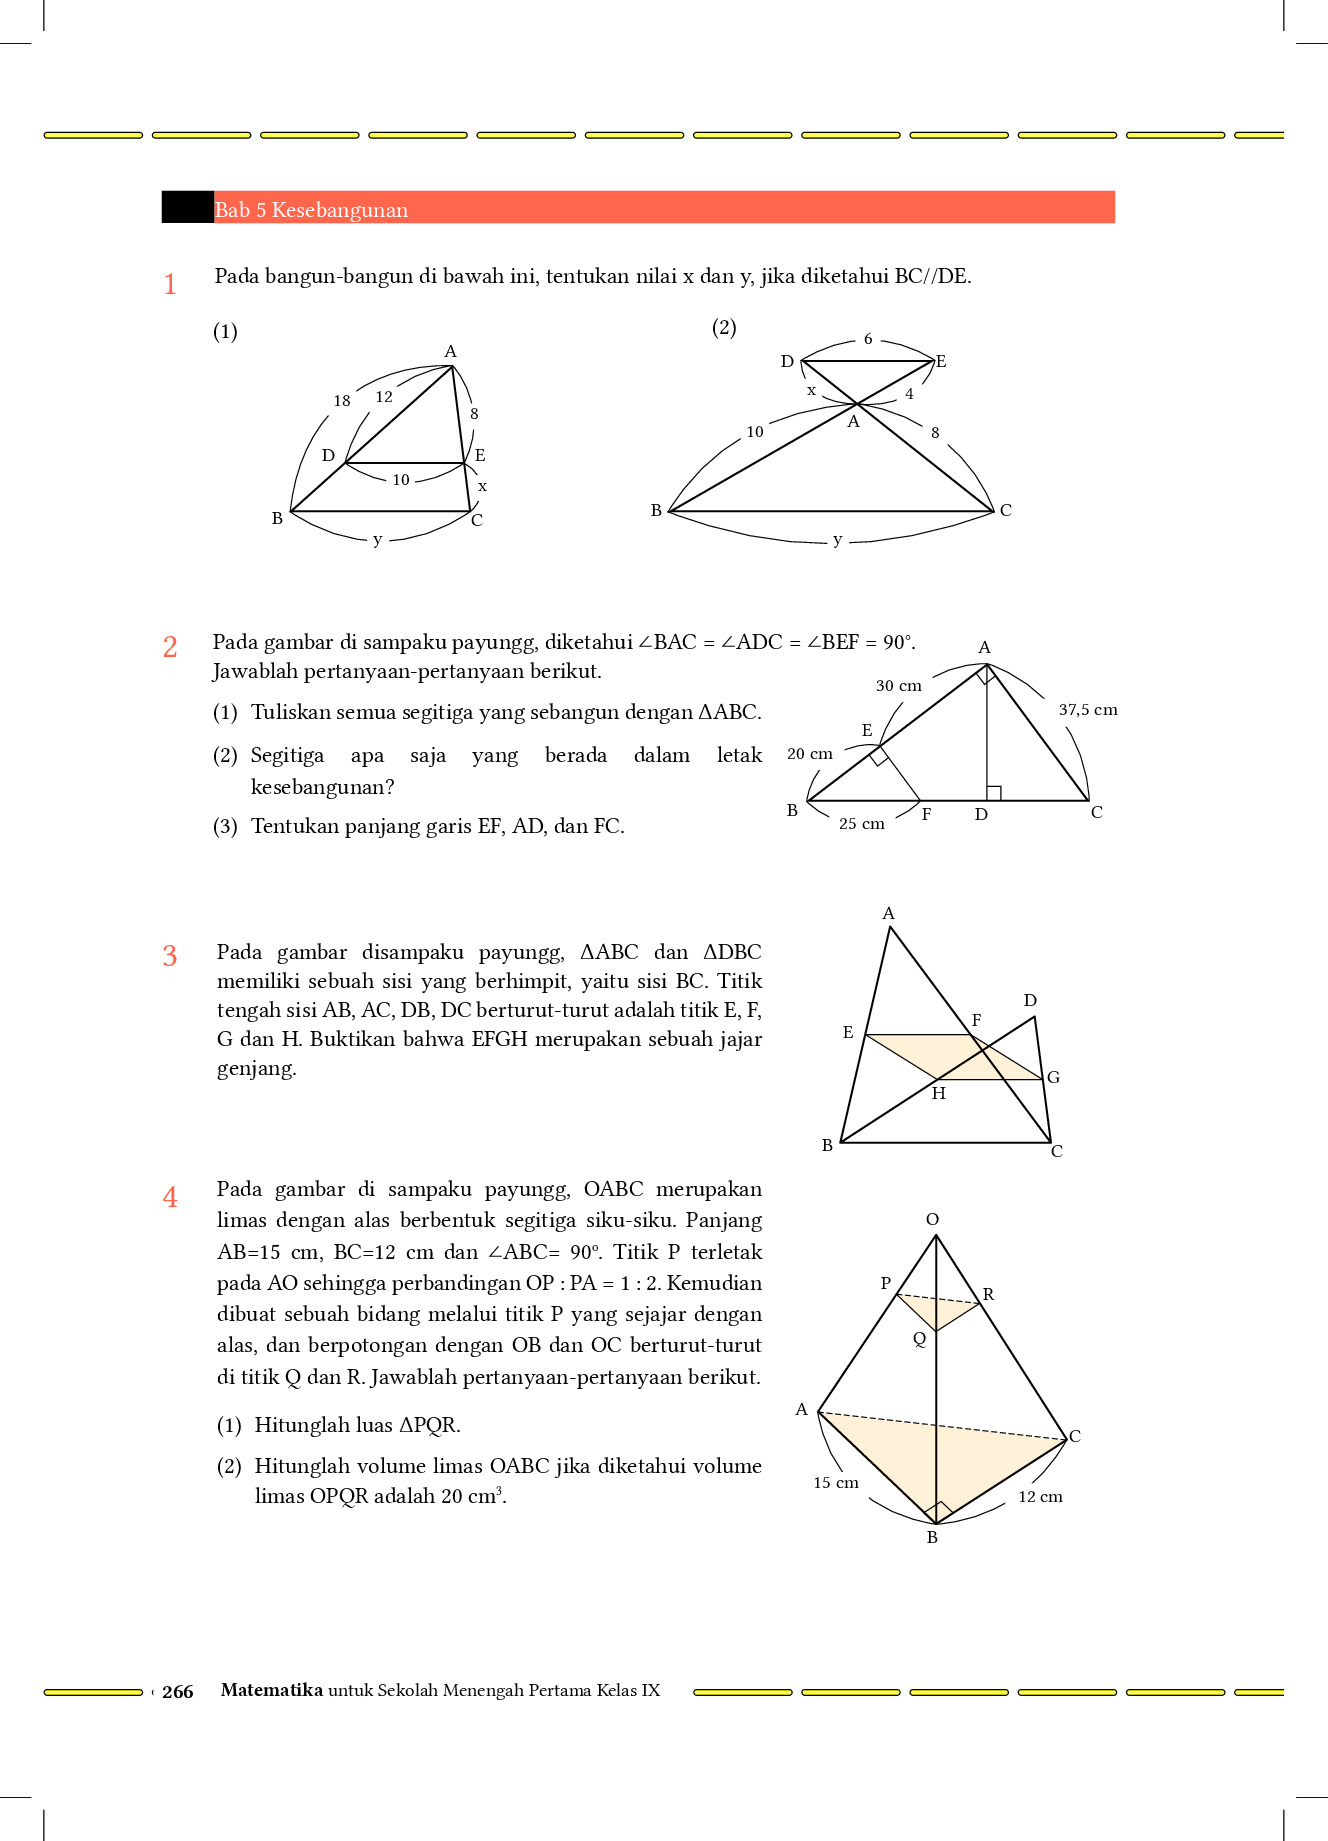 Bab 5 Kesebangunan
1 Pada bangun-bangun di bawah ini, tentukan nilai x dan y, jika diketahui BC//DE.
(1)
A
18
12
8
D
E
10
x
B
C
y
(2)
6
D
E
x
4
A
10
8
B
C
y
2 Pada gambar di sampaku payungg, diketahui ∠BAC = ∠ADC = ∠BEF = 90°.
Jawablah pertanyaan-pertanyaan berikut.
(1) Tuliskan semua segitiga yang sebangun dengan ΔABC.
(2) Segitiga apa saja yang berada dalam letak
kesebangunan?
(3) Tentukan panjang garis EF, AD, dan FC.
A
30 cm
37,5 cm
E
20 cm
B
F
D
C
25 cm
3 Pada gambar disampaku payungg, ΔABC dan ΔDBC
memiliki sebuah sisi yang berhimpit, yaitu sisi BC. Titik
tengah sisi AB, AC, DB, DC berturut-turut adalah titik E, F,
G dan H. Buktikan bahwa EFGH merupakan sebuah jajar
genjang.
A
D
E
F
G
H
B
C
4 Pada gambar di sampaku payungg, OABC merupakan
limas dengan alas berbentuk segitiga siku-siku. Panjang
AB=15 cm, BC=12 cm dan ∠ABC= 90°. Titik P terletak
pada AO sehingga perbandingan OP : PA = 1 : 2. Kemudian
dibuat sebuah bidang melalui titik P yang sejajar dengan
alas, dan berpotongan dengan OB dan OC berturut-turut
di titik Q dan R. Jawablah pertanyaan-pertanyaan berikut.
(1) Hitunglah luas ΔPQR.
(2) Hitunglah volume limas OABC jika diketahui volume
limas OPQR adalah 20 cm³.
O
P
R
Q
A
C
15 cm
12 cm
B
266 Matematika untuk Sekolah Menengah Pertama Kelas IX